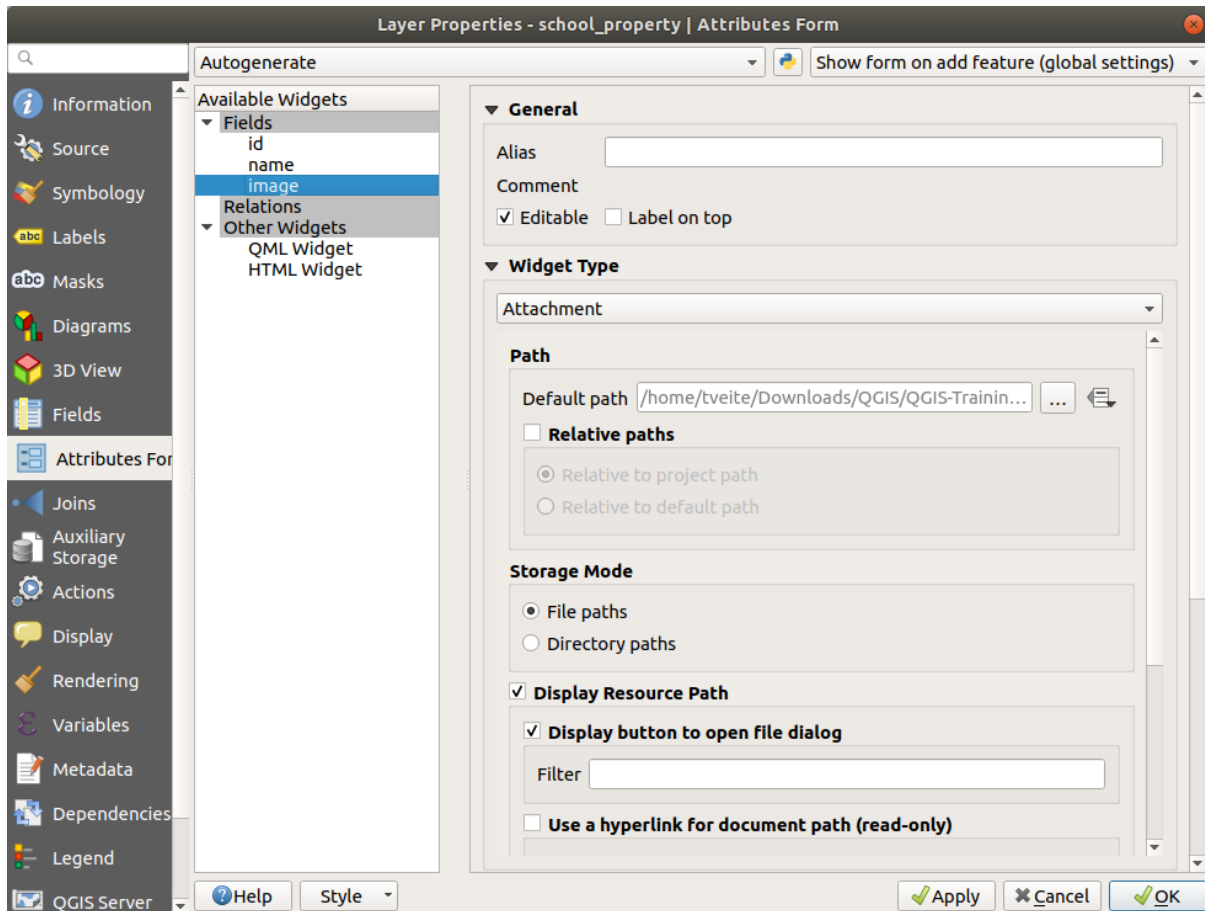 Layer Properties - school_property | Attributes Form
Autogenerate
Show form on add feature (global settings)
Information
Source
Symbology
abc Labels
abc Masks
Diagrams
3D View
Fields
Attributes For
Joins
Auxiliary
Storage
Actions
Display
Rendering
Variables
Metadata
Dependencies
Legend
QGIS Server
Available Widgets
Fields
id
name
image
Relations
Other Widgets
QML Widget
HTML Widget
General
Alias
Comment
Editable Label on top
Widget Type
Attachment
Path
Default path /home/tveite/Downloads/QGIS/QGIS-Trainin... ...
Relative paths
Relative to project path
Relative to default path
Storage Mode
File paths
Directory paths
Display Resource Path
Display button to open file dialog
Filter
Use a hyperlink for document path (read-only)
Help Style Apply Cancel OK